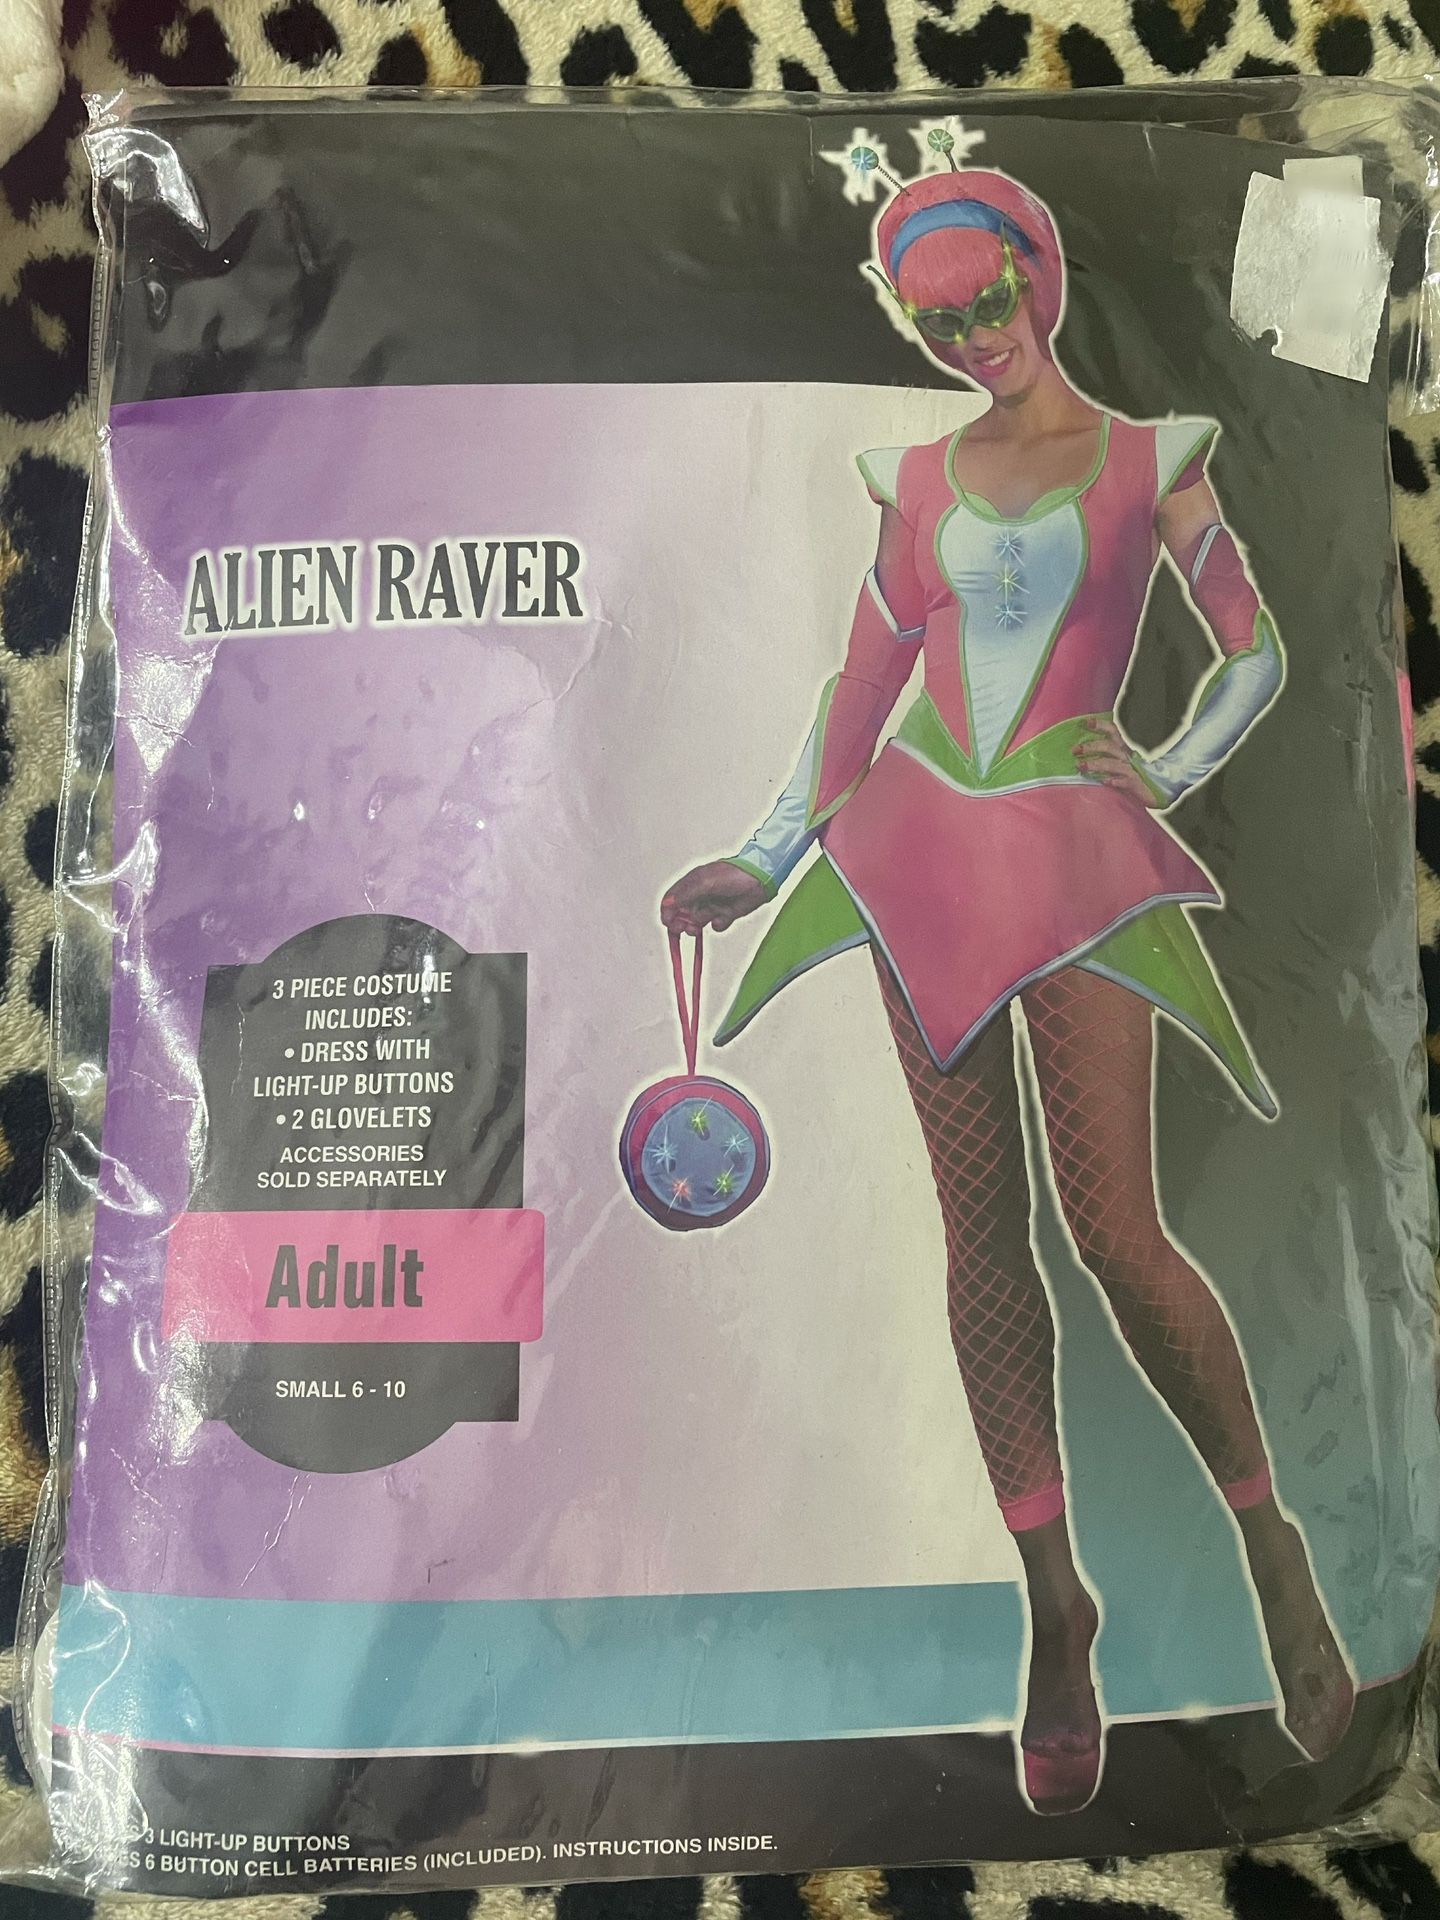 ALIEN RAVER
3 PIECE COSTUME
INCLUDES:
• DRESS WITH
LIGHT-UP BUTTONS
• 2 GLOVELETS
ACCESSORIES
SOLD SEPARATELY
Adult
SMALL 6 - 10
3 LIGHT-UP BUTTONS
6 BUTTON CELL BATTERIES (INCLUDED). INSTRUCTIONS INSIDE.